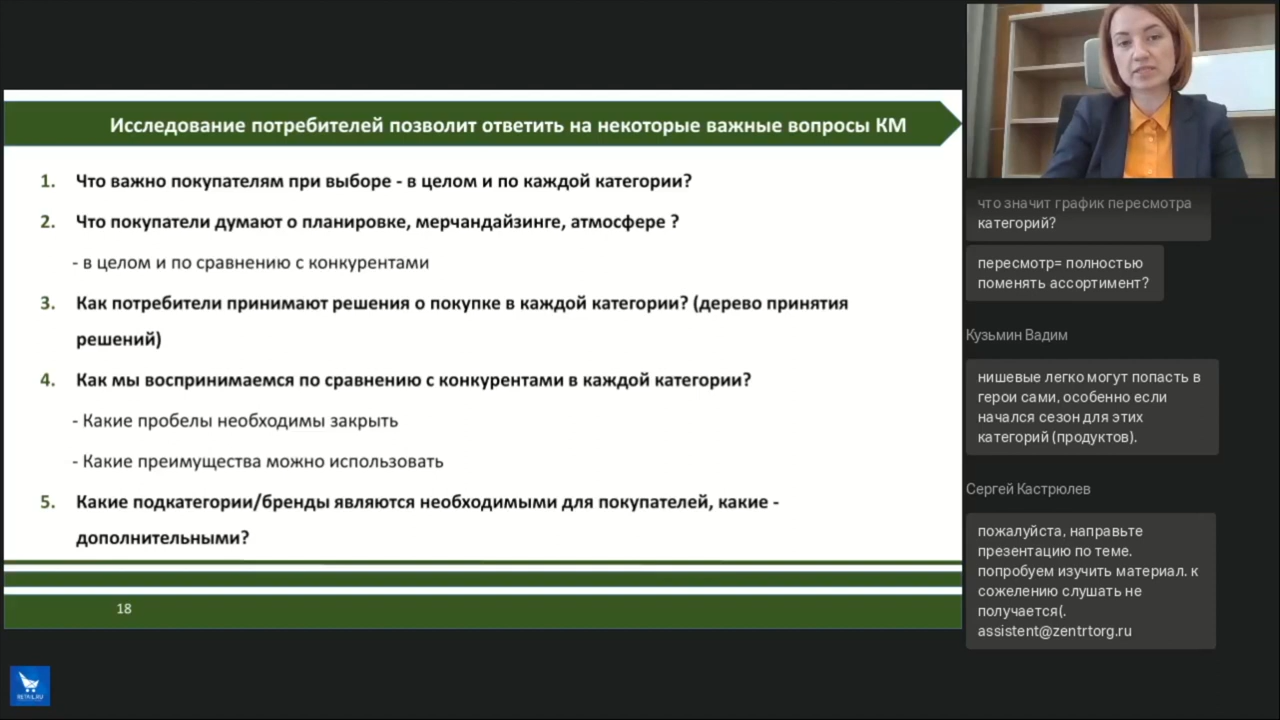 Исследование потребителей позволит ответить на некоторые важные вопросы КМ
1. Что важно покупателям при выборе - в целом и по каждой категории?
2. Что покупатели думают о планировке, мерчандайзинге, атмосфере ?
- в целом и по сравнению с конкурентами
3. Как потребители принимают решения о покупке в каждой категории? (дерево принятия
решений)
4. Как мы воспринимаемся по сравнению с конкурентами в каждой категории?
- Какие пробелы необходимы закрыть
- Какие преимущества можно использовать
5. Какие подкатегории/бренды являются необходимыми для покупателей, какие -
дополнительными?
18
RETAIL.RU
что значит график пересмотра
категорий?
пересмотр= полностью
поменять ассортимент?
Кузьмин Вадим
нишевые легко могут попасть в
герои сами, особенно если
начался сезон для этих
категорий (продуктов).
Сергей Кастрюлев
пожалуйста, направьте
презентацию по теме.
попробуем изучить материал. к
сожелению слушать не
получается(.
assistent@zentrtorg.ru